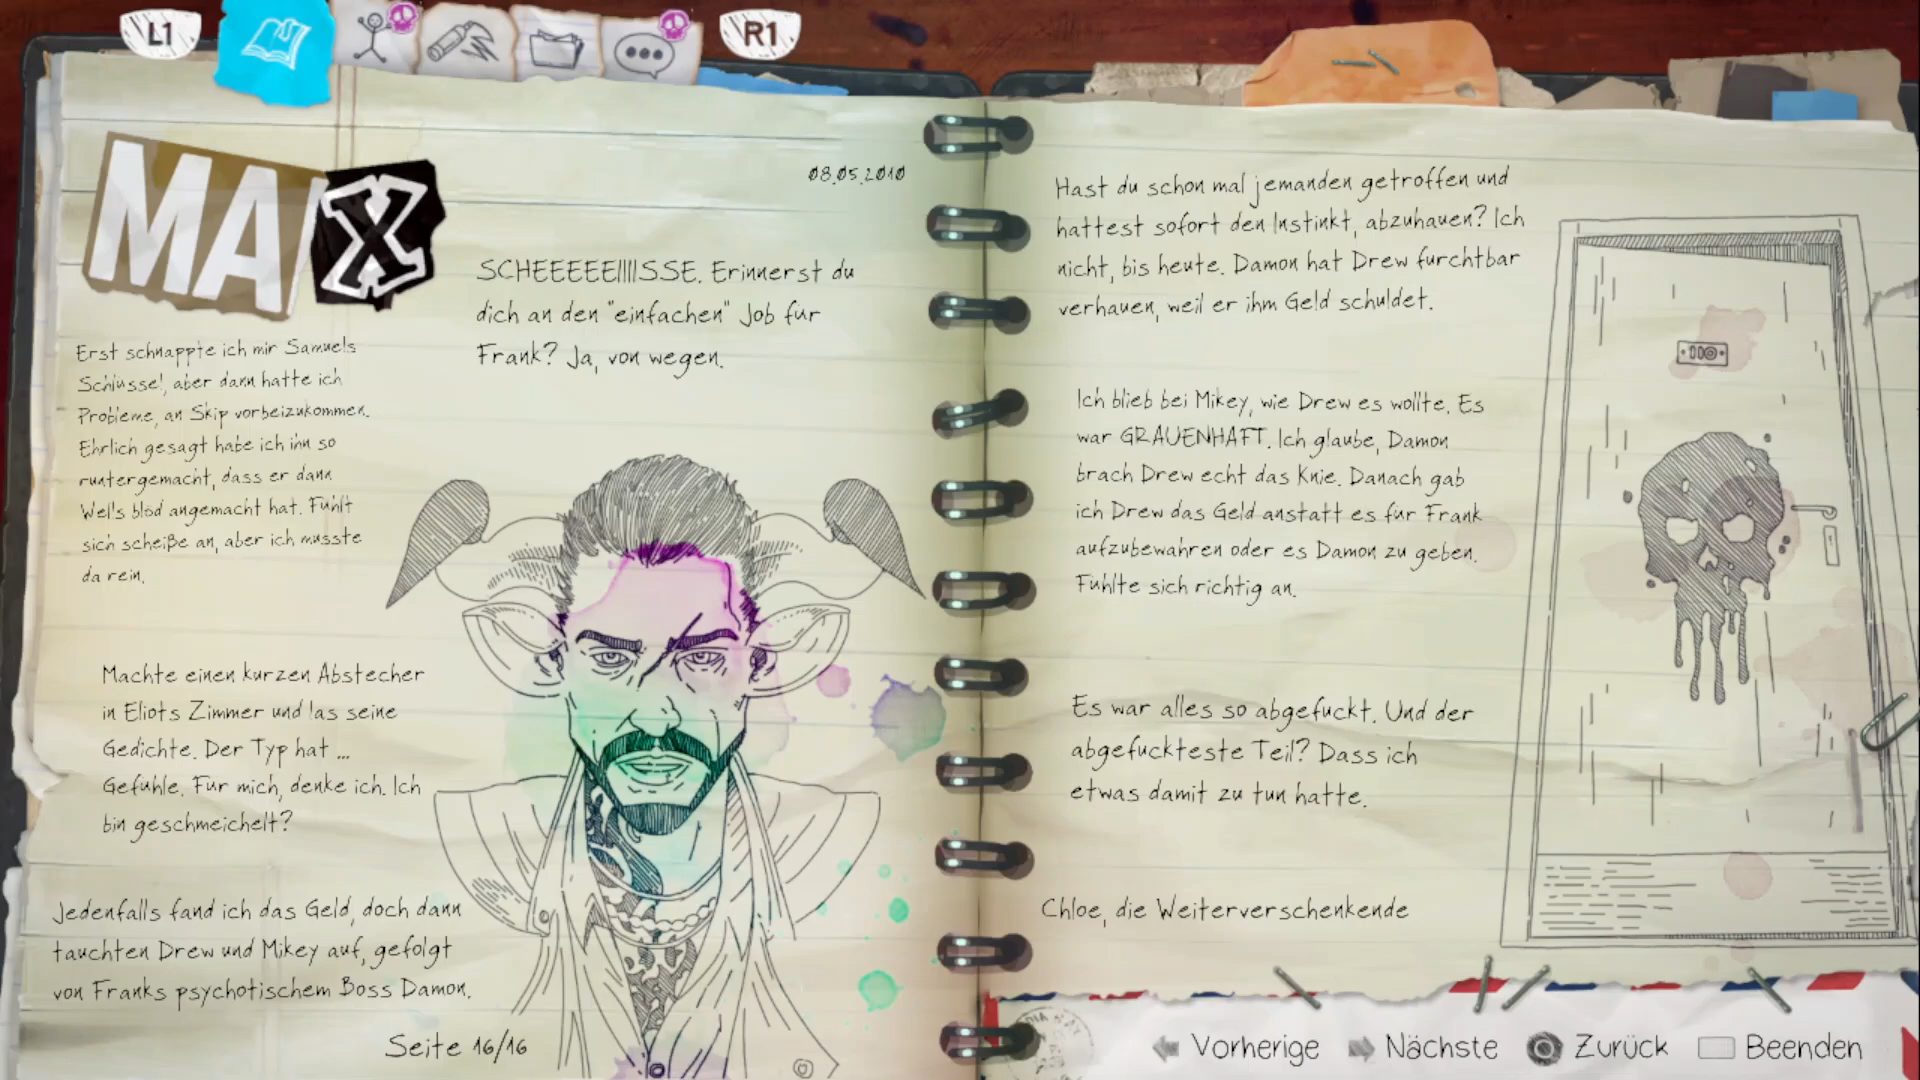 L1
R1
MAX
08.05.2010
SCHEEEEEIIIISSE. Erinnerst du
dich an den "einfachen" Job für
Frank? Ja, von wegen.
Erst schnappte ich mir Samuels
Schlüssel, aber dann hatte ich
Probleme, an Skip vorbeizukommen.
Ehrlich gesagt habe ich ihn so
runtergemacht, dass er dann
Wells blöd angemacht hat. Fühlt
sich scheiße an, aber ich musste
da rein.
Machte einen kurzen Abstecher
in Eliots Zimmer und las seine
Gedichte. Der Typ hat ...
Gefühle. Für mich, denke ich. Ich
bin geschmeichelt?
Jedenfalls fand ich das Geld, doch dann
tauchten Drew und Mikey auf, gefolgt
von Franks psychotischem Boss Damon.
Seite 16/16
Hast du schon mal jemanden getroffen und
hattest sofort den Instinkt, abzuhauen? Ich
nicht, bis heute. Damon hat Drew furchtbar
verhauen, weil er ihm Geld schuldet.
Ich blieb bei Mikey, wie Drew es wollte. Es
war GRAUENHAFT. Ich glaube, Damon
brach Drew echt das Knie. Danach gab
ich Drew das Geld anstatt es für Frank
aufzubewahren oder es Damon zu geben.
Fühlte sich richtig an.
Es war alles so abgefuckt. Und der
abgefuckteste Teil? Dass ich
etwas damit zu tun hatte.
Chloe, die Weiterverschenkende
Vorherige Nächste Zurück Beenden